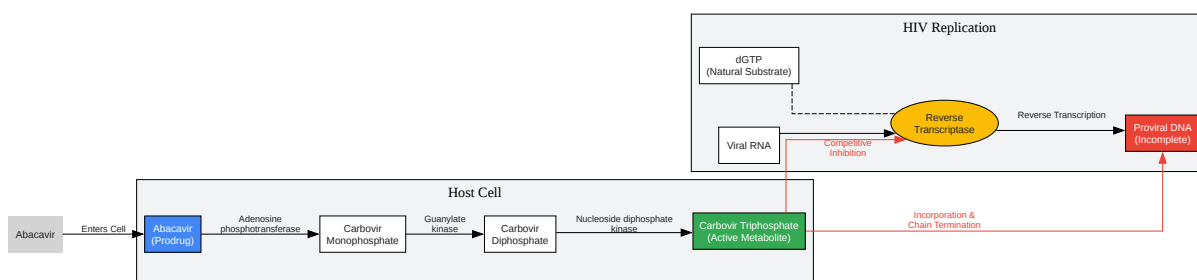 HIV Replication
dGTP
(Natural Substrate)
Reverse
Transcriptase
Reverse Transcription
Proviral DNA
(Incomplete)
Viral RNA
Competitive
Inhibition
Host Cell
Abacavir
Enters Cell
Abacavir
(Prodrug)
Adenosine
phosphotransferase
Carbovir
Monophosphate
Guanylate
kinase
Carbovir
Diphosphate
Nucleoside diphosphate
kinase
Carbovir Triphosphate
(Active Metabolite)
Incorporation &
Chain Termination